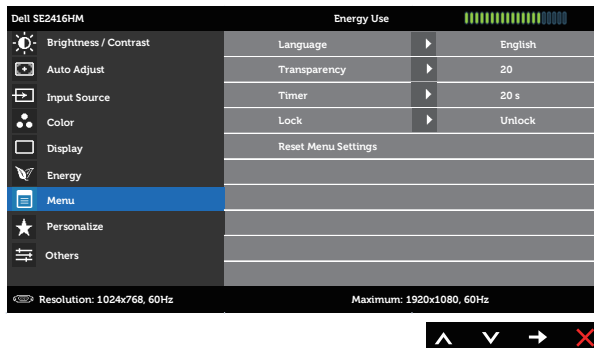 Dell SE2416HM Energy Use
Brightness / Contrast
Auto Adjust
Input Source
Color
Display
Energy
Menu
Personalize
Others
Language English
Transparency 20
Timer 20 s
Lock Unlock
Reset Menu Settings
Resolution: 1024x768, 60Hz Maximum: 1920x1080, 60Hz